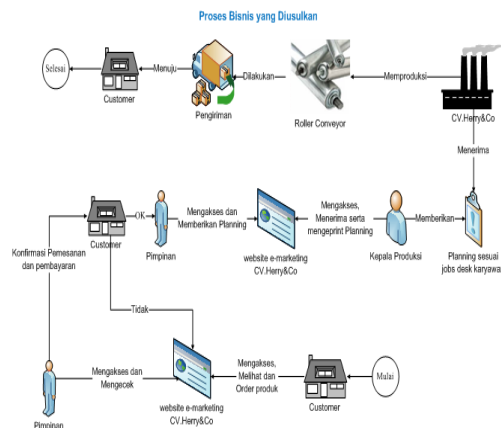 Proses Bisnis yang Diusulkan
Selesai
Menuju
Customer
Pengiriman
Dilakukan
Roller Conveyor
Memproduksi
CV.Herry&Co
Menerima
Konfirmasi Pemesanan
dan pembayaran
Customer
OK
Pimpinan
Mengakses dan
Memberikan Planning
website e-marketing
CV.Herry&Co
Mengakses,
Menerima serta
mengeprint Planning
Kepala Produksi
Memberikan
Planning sesuai
jobs desk karyawa
Tidak
Pimpinan
Mengakses dan
Mengecek
website e-marketing
CV.Herry&Co
Mengakses,
Melihat dan
Order produk
Customer
Mulai